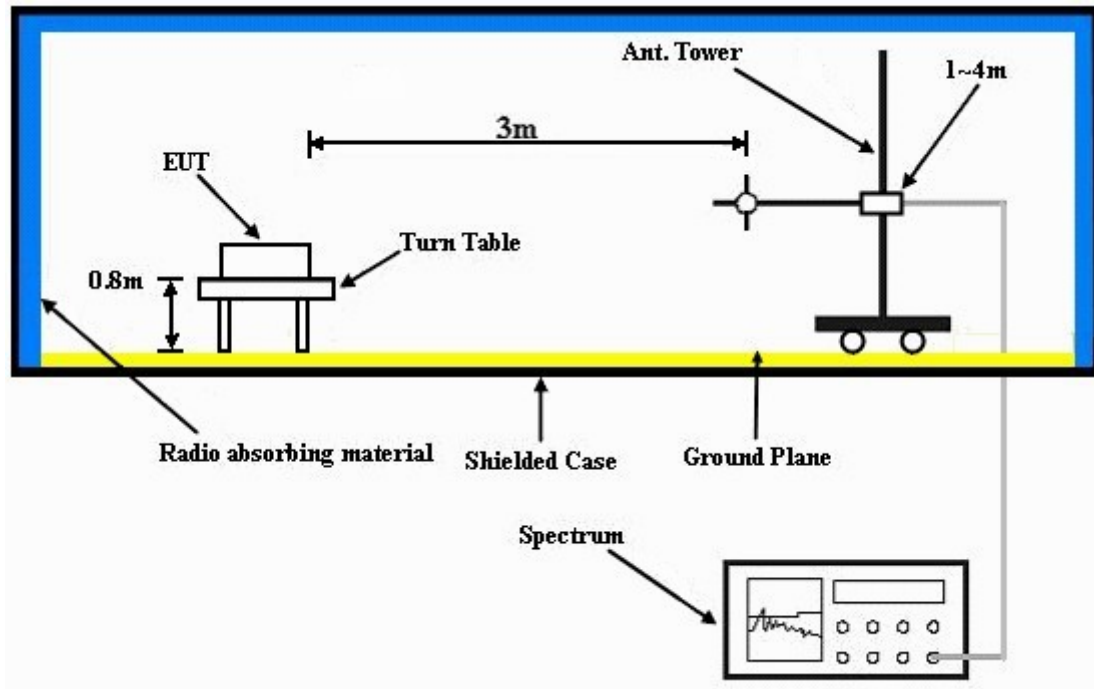 Ant. Tower
1~4m
3m
EUT
Turn Table
0.8m
Radio absorbing material
Shielded Case
Ground Plane
Spectrum